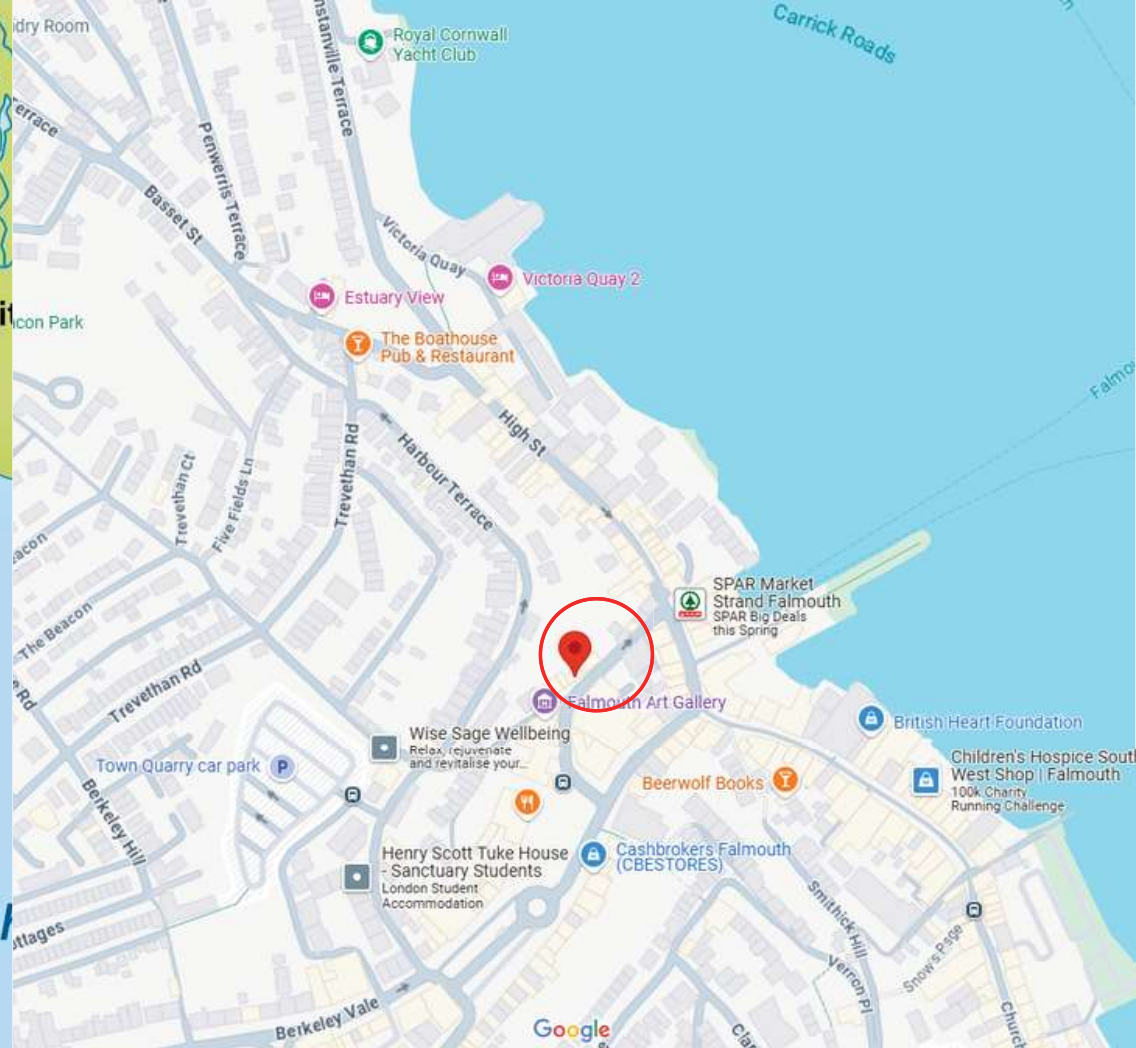 Carrick Roads
Royal Cornwall
Yacht Club
Penwerris Terrace
Basset St
Victoria Quay
Victoria Quay 2
Estuary View
The Boathouse
Pub & Restaurant
High St
Harbour Terrace
Trevethan Rd
Trevethan Ct
Five Fields Ln
The Beacon
Trevethan Rd
SPAR Market
Strand Falmouth
SPAR Big Deals
this Spring
Falmouth Art Gallery
Wise Sage Wellbeing
Relax, rejuvenate
and revitalise your...
Town Quarry car park
P
British Heart Foundation
Children's Hospice South
West Shop | Falmouth
100k Charity
Running Challenge
Beerwolf Books
Berkeley Hill
Henry Scott Tuke House
- Sanctuary Students
London Student
Accommodation
Cashbrokers Falmouth
(CBESTORES)
Smithick Hill
Snow's Psge
Vernon Pl
Berkeley Vale
Google
Church